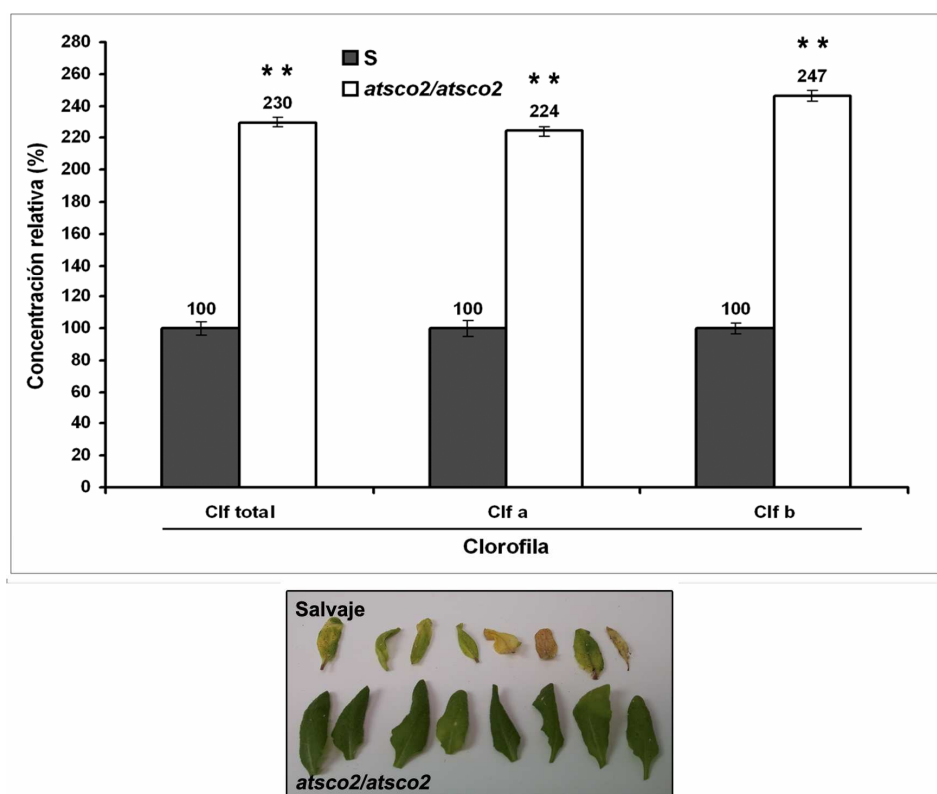 280
260
240
220
200
180
160
140
120
100
80
60
40
20
0
Concentración relativa (%)
S
atsco2/atsco2
* *
230
* *
224
* *
247
100
100
100
Clf total
Clf a
Clf b
Clorofila
Salvaje
atsco2/atsco2